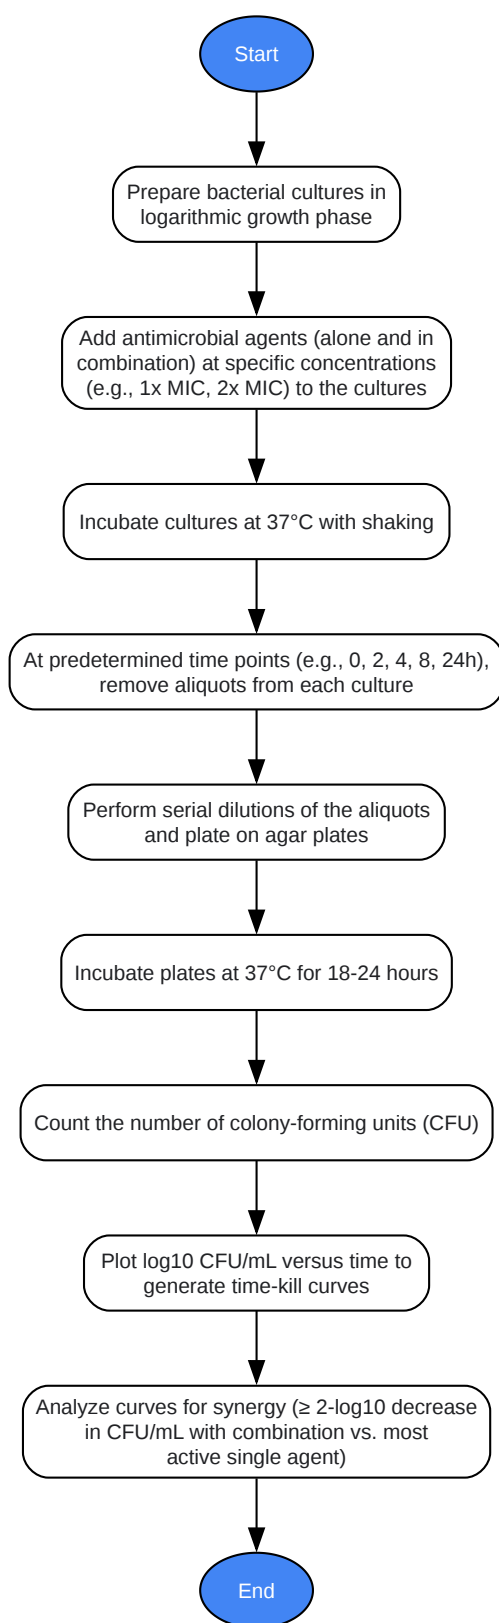 Start
Prepare bacterial cultures in
logarithmic growth phase
Add antimicrobial agents (alone and in
combination) at specific concentrations
(e.g., 1x MIC, 2x MIC) to the cultures
Incubate cultures at 37°C with shaking
At predetermined time points (e.g., 0, 2, 4, 8, 24h),
remove aliquots from each culture
Perform serial dilutions of the aliquots
and plate on agar plates
Incubate plates at 37°C for 18-24 hours
Count the number of colony-forming units (CFU)
Plot log10 CFU/mL versus time to
generate time-kill curves
Analyze curves for synergy (≥ 2-log10 decrease
in CFU/mL with combination vs. most
active single agent)
End